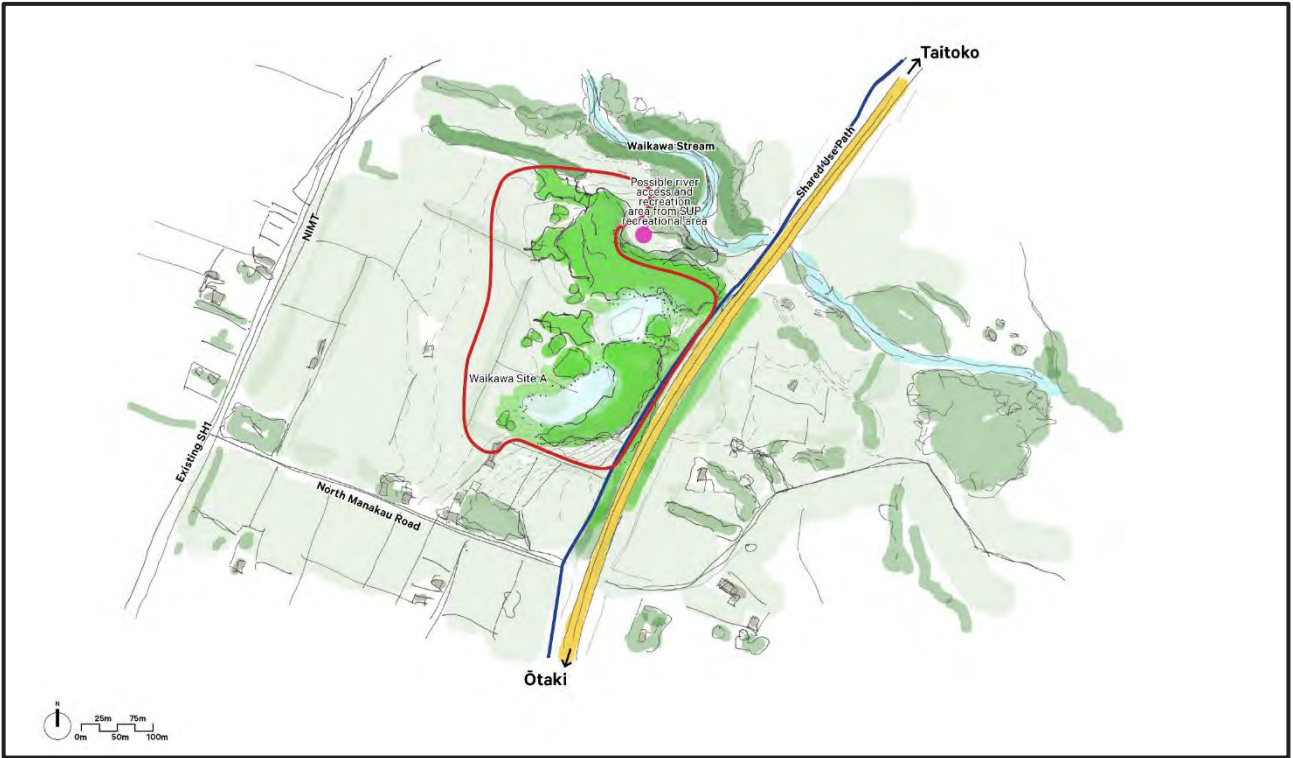 Taitoko
Shared Use Path
Waikawa Stream
Possible river
access and
recreation
area from SUP
recreational area
NIMT
Waikawa Site A
Existing SH1
North Manakau Road
Ōtaki
N
25m 75m
0m 50m 100m